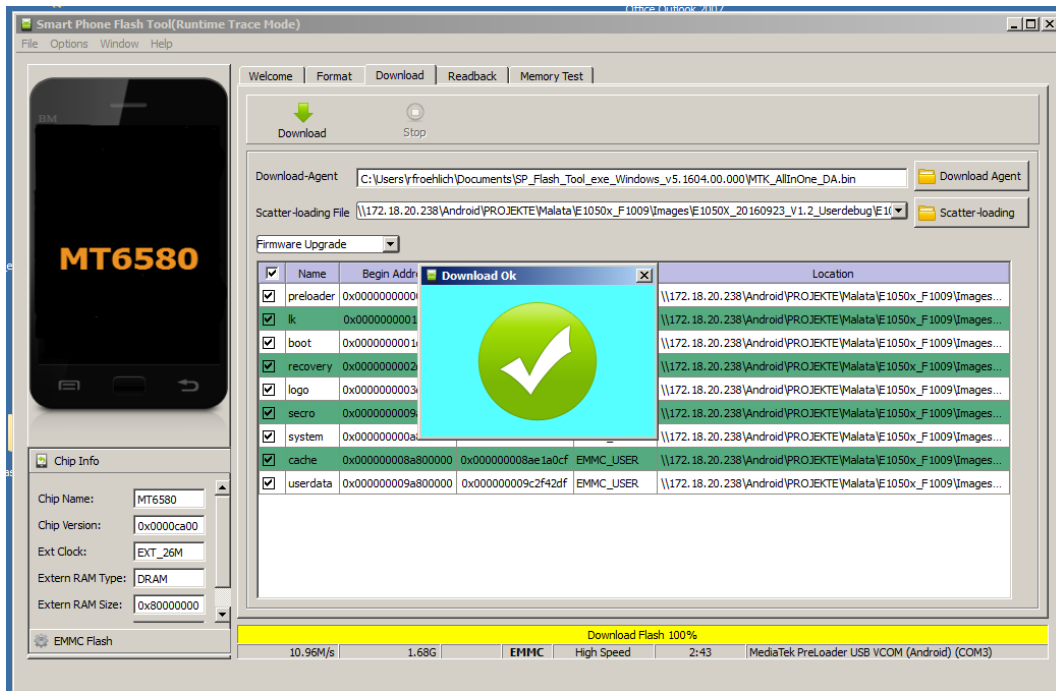 Office Outlook 2007
Smart Phone Flash Tool(Runtime Trace Mode)
File Options Window Help
BM
MT6580
Welcome Format Download Readback Memory Test
Download Stop
Download-Agent C:\Users\rfroehlich\Documents\SP_Flash_Tool_exe_Windows_v5.1604.00.000\MTK_AllInOne_DA.bin Download Agent
Scatter-loading File \\172.18.20.238\Android\PROJEKTE\Malata\E1050x_F1009\Images\E1050X_20160923_V1.2_Userdebug\E1( Scatter-loading
Firmware Upgrade
Name Begin Addre Location
Download Ok
preloader 0x0000000000 \\172.18.20.238\Android\PROJEKTE\Malata\E1050x_F1009\Images...
lk 0x0000000001 \\172.18.20.238\Android\PROJEKTE\Malata\E1050x_F1009\Images...
boot 0x0000000001 \\172.18.20.238\Android\PROJEKTE\Malata\E1050x_F1009\Images...
recovery 0x0000000002 \\172.18.20.238\Android\PROJEKTE\Malata\E1050x_F1009\Images...
logo 0x0000000003 \\172.18.20.238\Android\PROJEKTE\Malata\E1050x_F1009\Images...
secro 0x0000000009 \\172.18.20.238\Android\PROJEKTE\Malata\E1050x_F1009\Images...
system 0x000000000a \\172.18.20.238\Android\PROJEKTE\Malata\E1050x_F1009\Images...
cache 0x000000008a800000 0x000000008ae1a0cf EMMC_USER \\172.18.20.238\Android\PROJEKTE\Malata\E1050x_F1009\Images...
userdata 0x000000009a800000 0x000000009c2f42df EMMC_USER \\172.18.20.238\Android\PROJEKTE\Malata\E1050x_F1009\Images...
Chip Info
Chip Name: MT6580
Chip Version: 0x0000ca00
Ext Clock: EXT_26M
Extern RAM Type: DRAM
Extern RAM Size: 0x80000000
EMMC Flash
Download Flash 100%
10.96M/s 1.68G EMMC High Speed 2:43 MediaTek PreLoader USB VCOM (Android) (COM3)